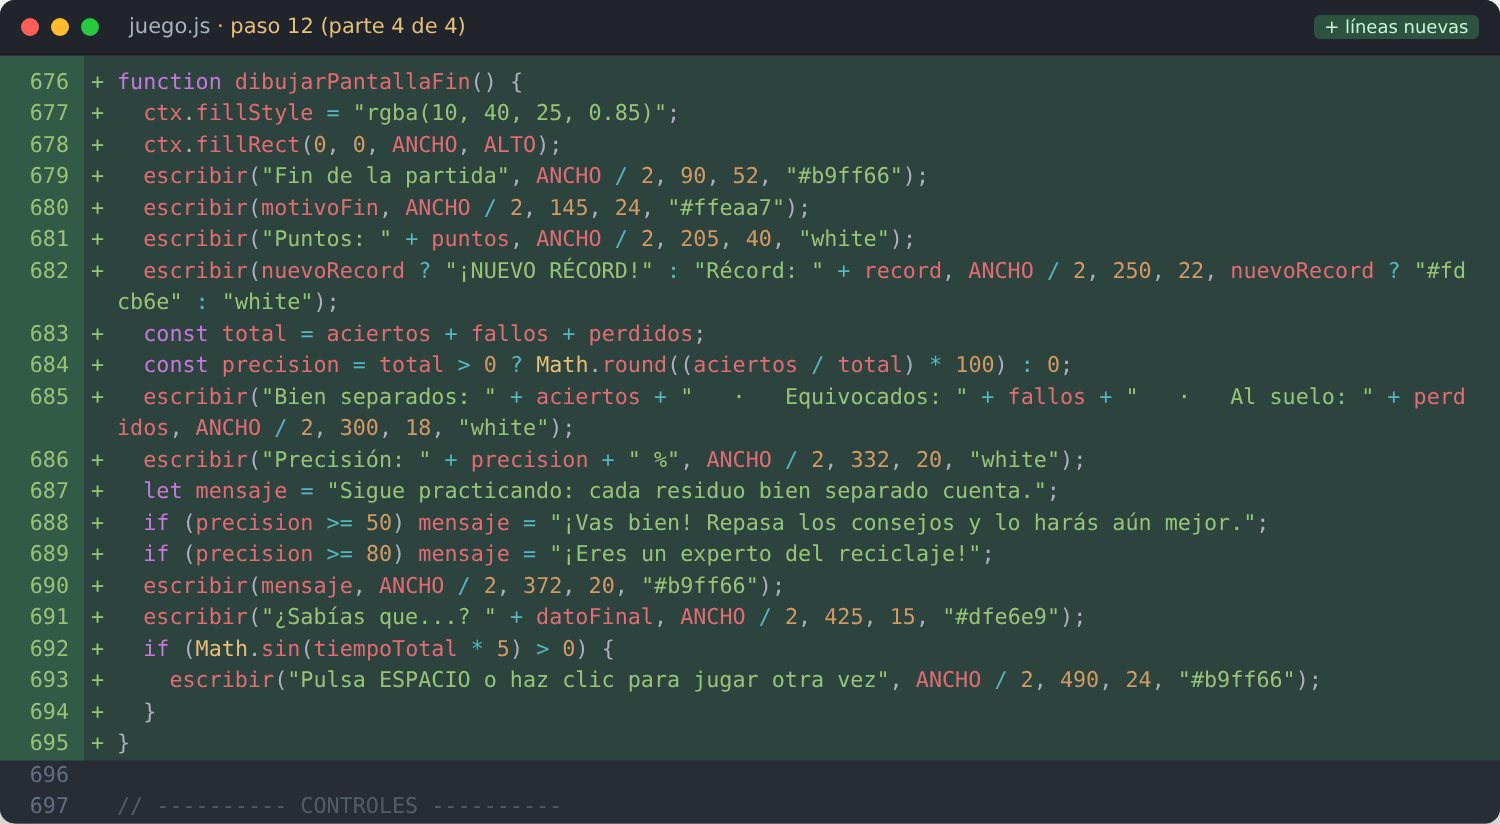 juego.js · paso 12 (parte 4 de 4)
+ líneas nuevas
676 + function dibujarPantallaFin() {
677 +   ctx.fillStyle = "rgba(10, 40, 25, 0.85)";
678 +   ctx.fillRect(0, 0, ANCHO, ALTO);
679 +   escribir("Fin de la partida", ANCHO / 2, 90, 52, "#b9ff66");
680 +   escribir(motivoFin, ANCHO / 2, 145, 24, "#ffeaa7");
681 +   escribir("Puntos: " + puntos, ANCHO / 2, 205, 40, "white");
682 +   escribir(nuevoRecord ? "¡NUEVO RÉCORD!" : "Récord: " + record, ANCHO / 2, 250, 22, nuevoRecord ? "#fd
cb6e" : "white");
683 +   const total = aciertos + fallos + perdidos;
684 +   const precision = total > 0 ? Math.round((aciertos / total) * 100) : 0;
685 +   escribir("Bien separados: " + aciertos + "   ·   Equivocados: " + fallos + "   ·   Al suelo: " + perd
idos, ANCHO / 2, 300, 18, "white");
686 +   escribir("Precisión: " + precision + " %", ANCHO / 2, 332, 20, "white");
687 +   let mensaje = "Sigue practicando: cada residuo bien separado cuenta.";
688 +   if (precision >= 50) mensaje = "¡Vas bien! Repasa los consejos y lo harás aún mejor.";
689 +   if (precision >= 80) mensaje = "¡Eres un experto del reciclaje!";
690 +   escribir(mensaje, ANCHO / 2, 372, 20, "#b9ff66");
691 +   escribir("¿Sabías que...? " + datoFinal, ANCHO / 2, 425, 15, "#dfe6e9");
692 +   if (Math.sin(tiempoTotal * 5) > 0) {
693 +     escribir("Pulsa ESPACIO o haz clic para jugar otra vez", ANCHO / 2, 490, 24, "#b9ff66");
694 +   }
695 + }
696
697   // ---------- CONTROLES ----------